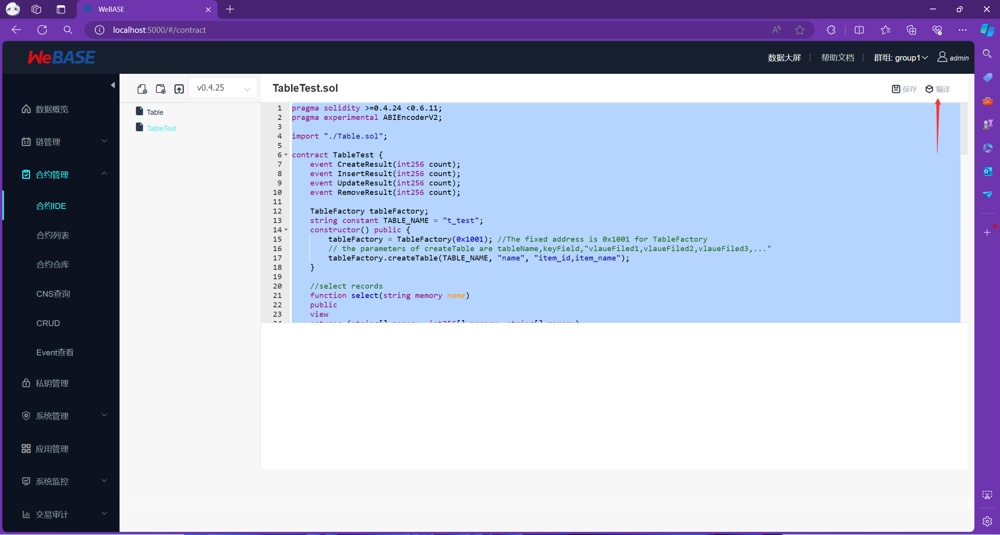 WeBASE
localhost:5000/#/contract
WeBASE
数据大屏
帮助文档
群组: group1
admin
数据概览
链管理
合约管理
合约IDE
合约列表
合约仓库
CNS查询
CRUD
Event查看
私钥管理
系统管理
应用管理
系统监控
交易审计
v0.4.25
Table
TableTest
TableTest.sol
保存
编译
1 pragma solidity >=0.4.24 <0.6.11;
2 pragma experimental ABIEncoderV2;
3
4 import "./Table.sol";
5
6 contract TableTest {
7     event CreateResult(int256 count);
8     event InsertResult(int256 count);
9     event UpdateResult(int256 count);
10     event RemoveResult(int256 count);
11
12     TableFactory tableFactory;
13     string constant TABLE_NAME = "t_test";
14     constructor() public {
15         tableFactory = TableFactory(0x1001); //The fixed address is 0x1001 for TableFactory
16         // the parameters of createTable are tableName,keyField,"vlaueFiled1,vlaueFiled2,vlaueFiled3,..."
17         tableFactory.createTable(TABLE_NAME, "name", "item_id,item_name");
18     }
19
20     //select records
21     function select(string memory name)
22     public
23     view
24     returns (string[] memory, int256[] memory, string[] memory)